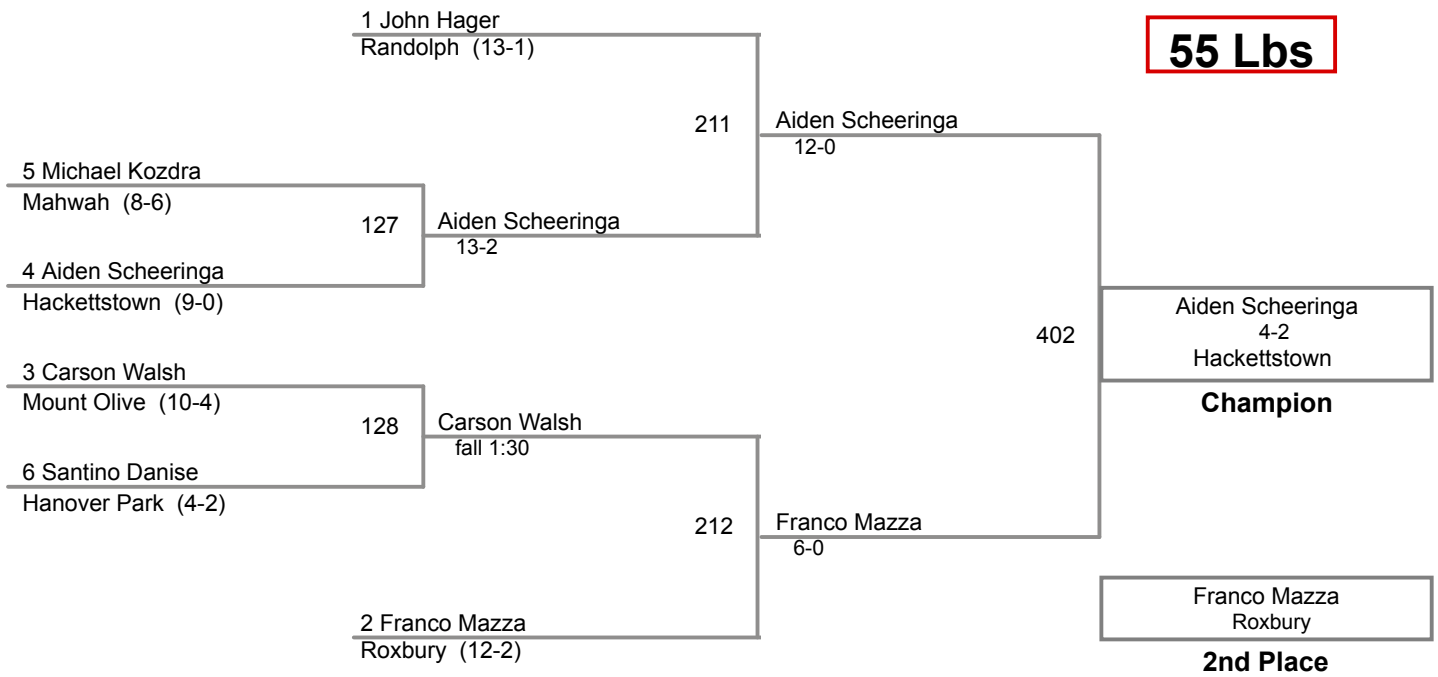 1 John Hager
Randolph (13-1)
55 Lbs
211
Aiden Scheeringa
12-0
5 Michael Kozdra
Mahwah (8-6)
127
Aiden Scheeringa
13-2
4 Aiden Scheeringa
Hackettstown (9-0)
402
Aiden Scheeringa
4-2
Hackettstown
Champion
3 Carson Walsh
Mount Olive (10-4)
128
Carson Walsh
fall 1:30
6 Santino Danise
Hanover Park (4-2)
212
Franco Mazza
6-0
2 Franco Mazza
Roxbury (12-2)
Franco Mazza
Roxbury
2nd Place